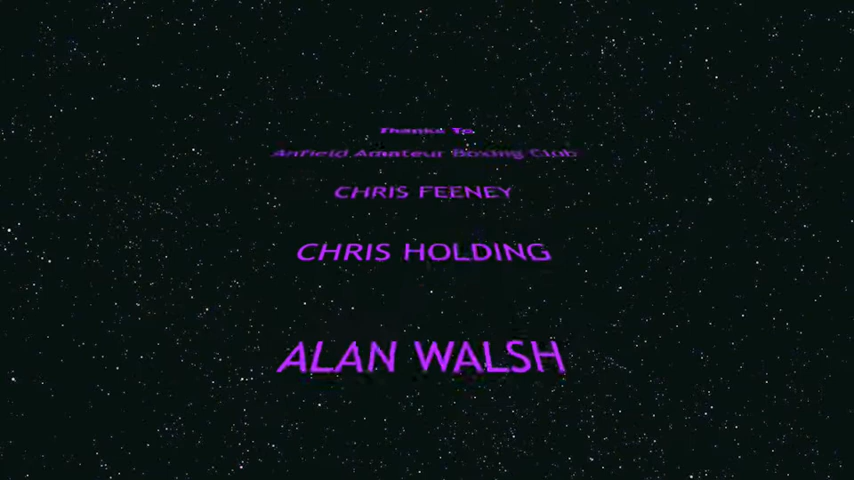 Thanks To
Anfield Amateur Boxing Club
CHRIS FEENEY
CHRIS HOLDING
ALAN WALSH